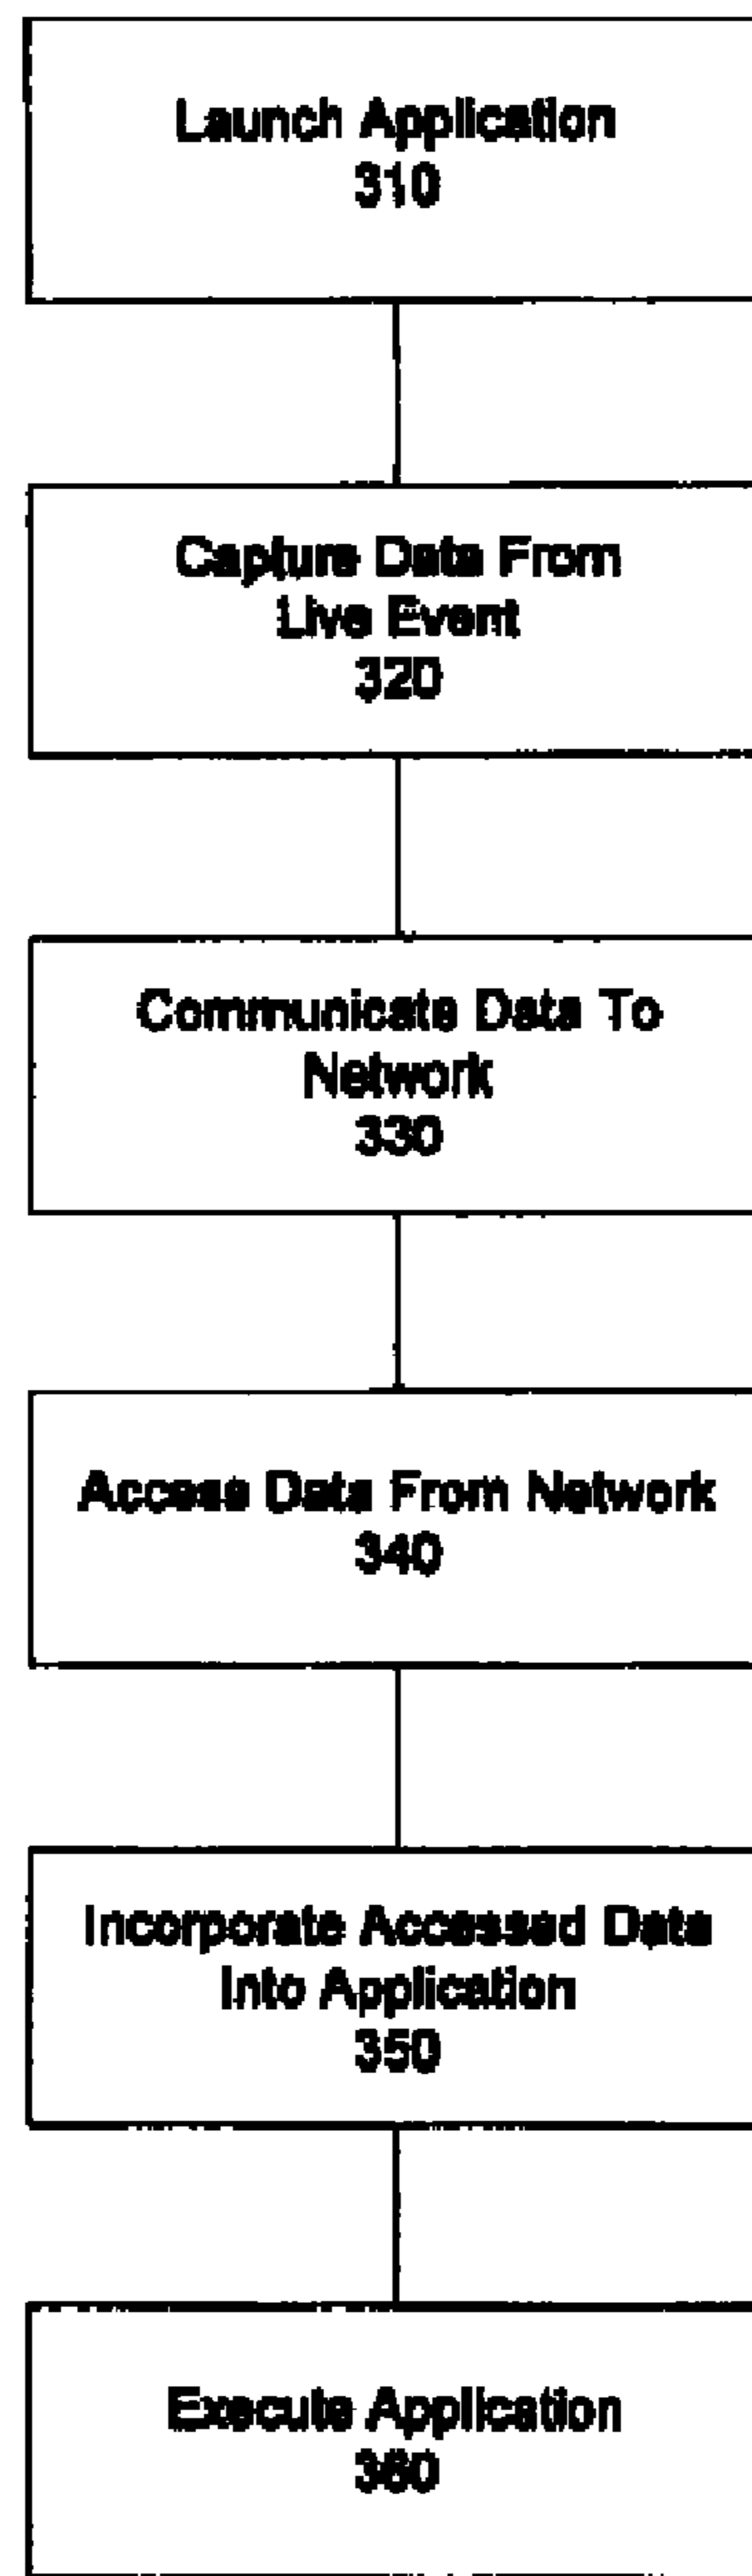 Launch Application
310
Capture Data From
Live Event
320
Communicate Data To
Network
330
Access Data From Network
340
Incorporate Accessed Data
Into Application
350
Execute Application
360